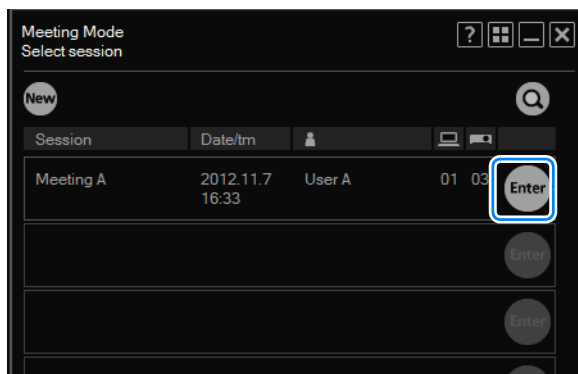 Meeting Mode
Select session
?
New
Session Date/tm
Meeting A 2012.11.7 User A 01 03 Enter
16:33
Enter
Enter